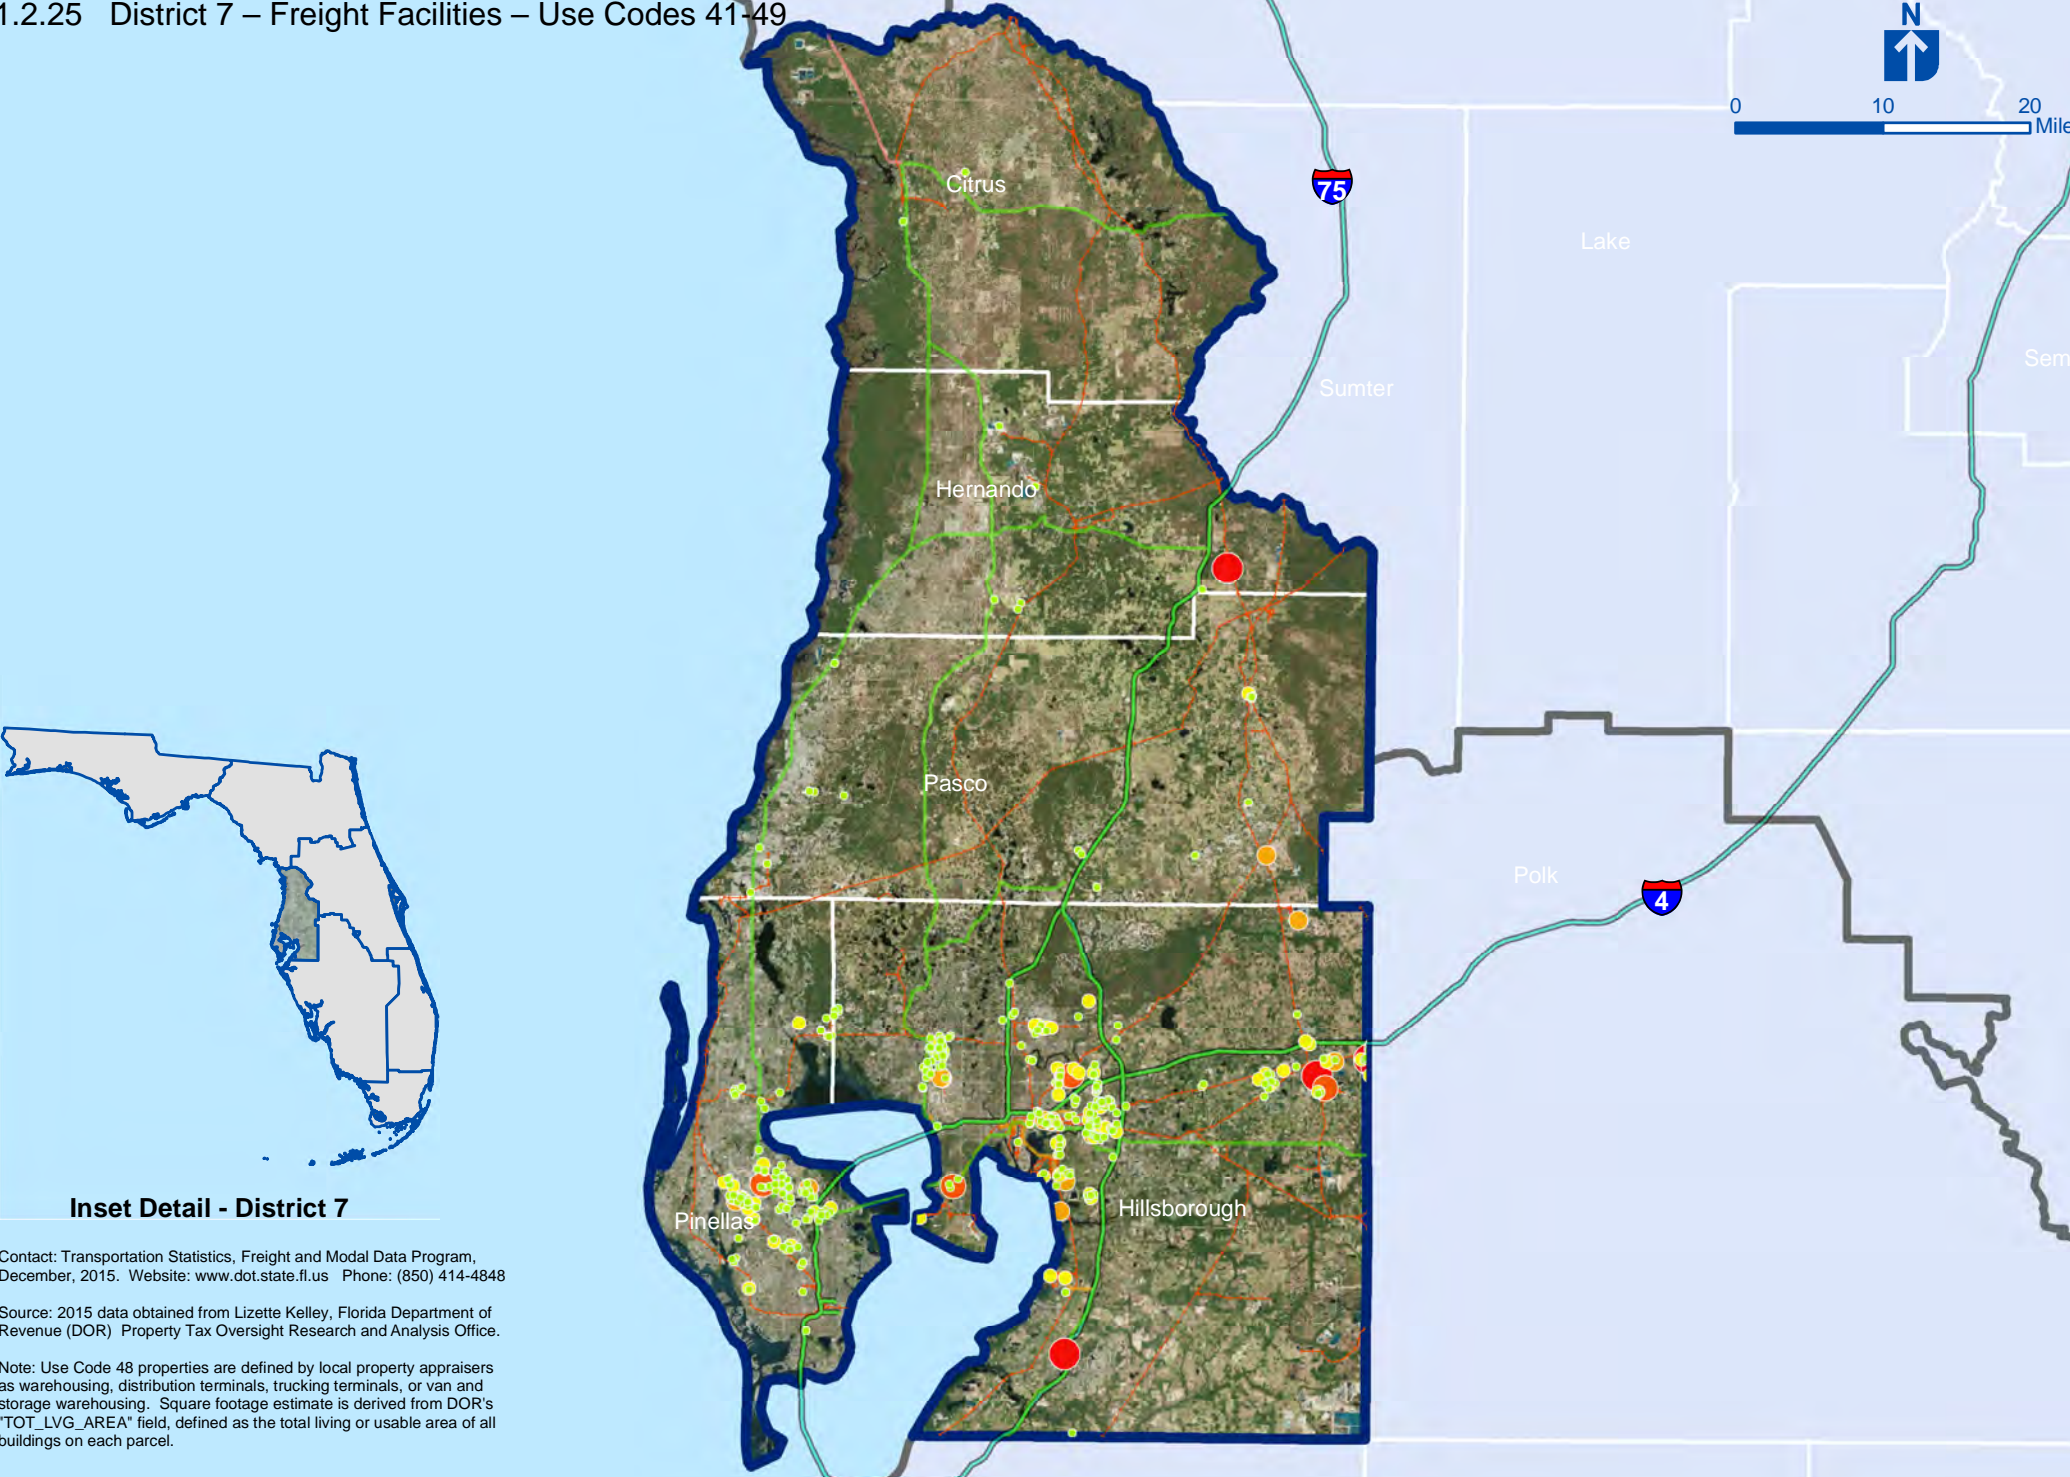 1.2.25 District 7 – Freight Facilities – Use Codes 41-49
N
0 10 20
Mile
75
Citrus
Lake
Sem
Sumter
Hernando
Pasco
Polk
4
Hillsborough
Pinellas
Inset Detail - District 7
Contact: Transportation Statistics, Freight and Modal Data Program,
December, 2015. Website: www.dot.state.fl.us Phone: (850) 414-4848
Source: 2015 data obtained from Lizette Kelley, Florida Department of
Revenue (DOR) Property Tax Oversight Research and Analysis Office.
Note: Use Code 48 properties are defined by local property appraisers
as warehousing, distribution terminals, trucking terminals, or van and
storage warehousing. Square footage estimate is derived from DOR's
"TOT_LVG_AREA" field, defined as the total living or usable area of all
buildings on each parcel.